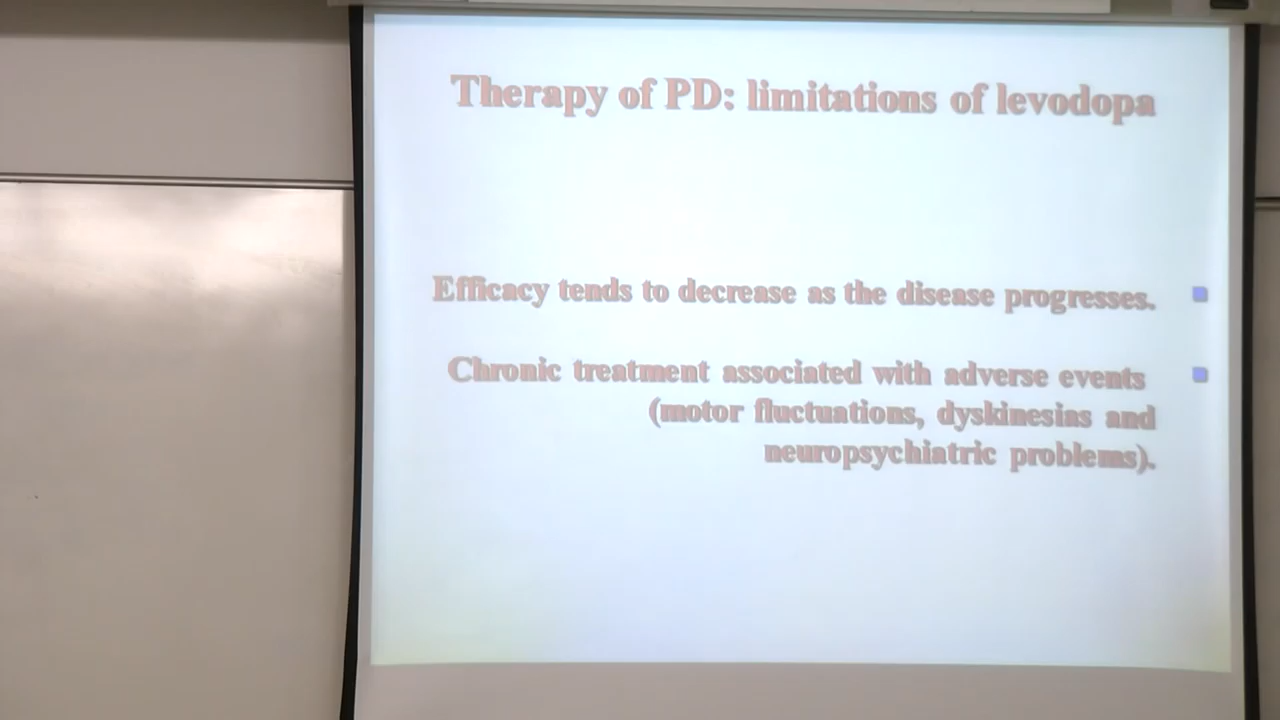 Therapy of PD: limitations of levodopa
Efficacy tends to decrease as the disease progresses.
Chronic treatment associated with adverse events
(motor fluctuations, dyskinesias and
neuropsychiatric problems).